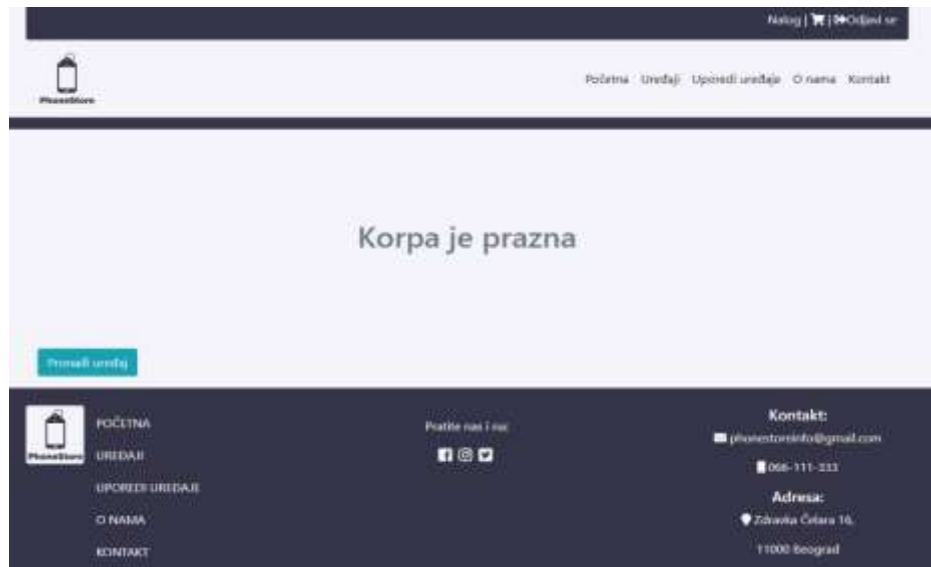 Nalog | | Odjavi se
PhoneStore
Početna Uređaji Uporedi uređaje O nama Kontakt
Korpa je prazna
Pronađi uređaj
PhoneStore
POČETNA
UREĐAJI
UPOREDI UREĐAJE
O NAMA
KONTAKT
Pratite nas i na:
Kontakt:
phonestoreinfo@gmail.com
066-111-333
Adresa:
Zdravka Čelara 16,
11000 Beograd